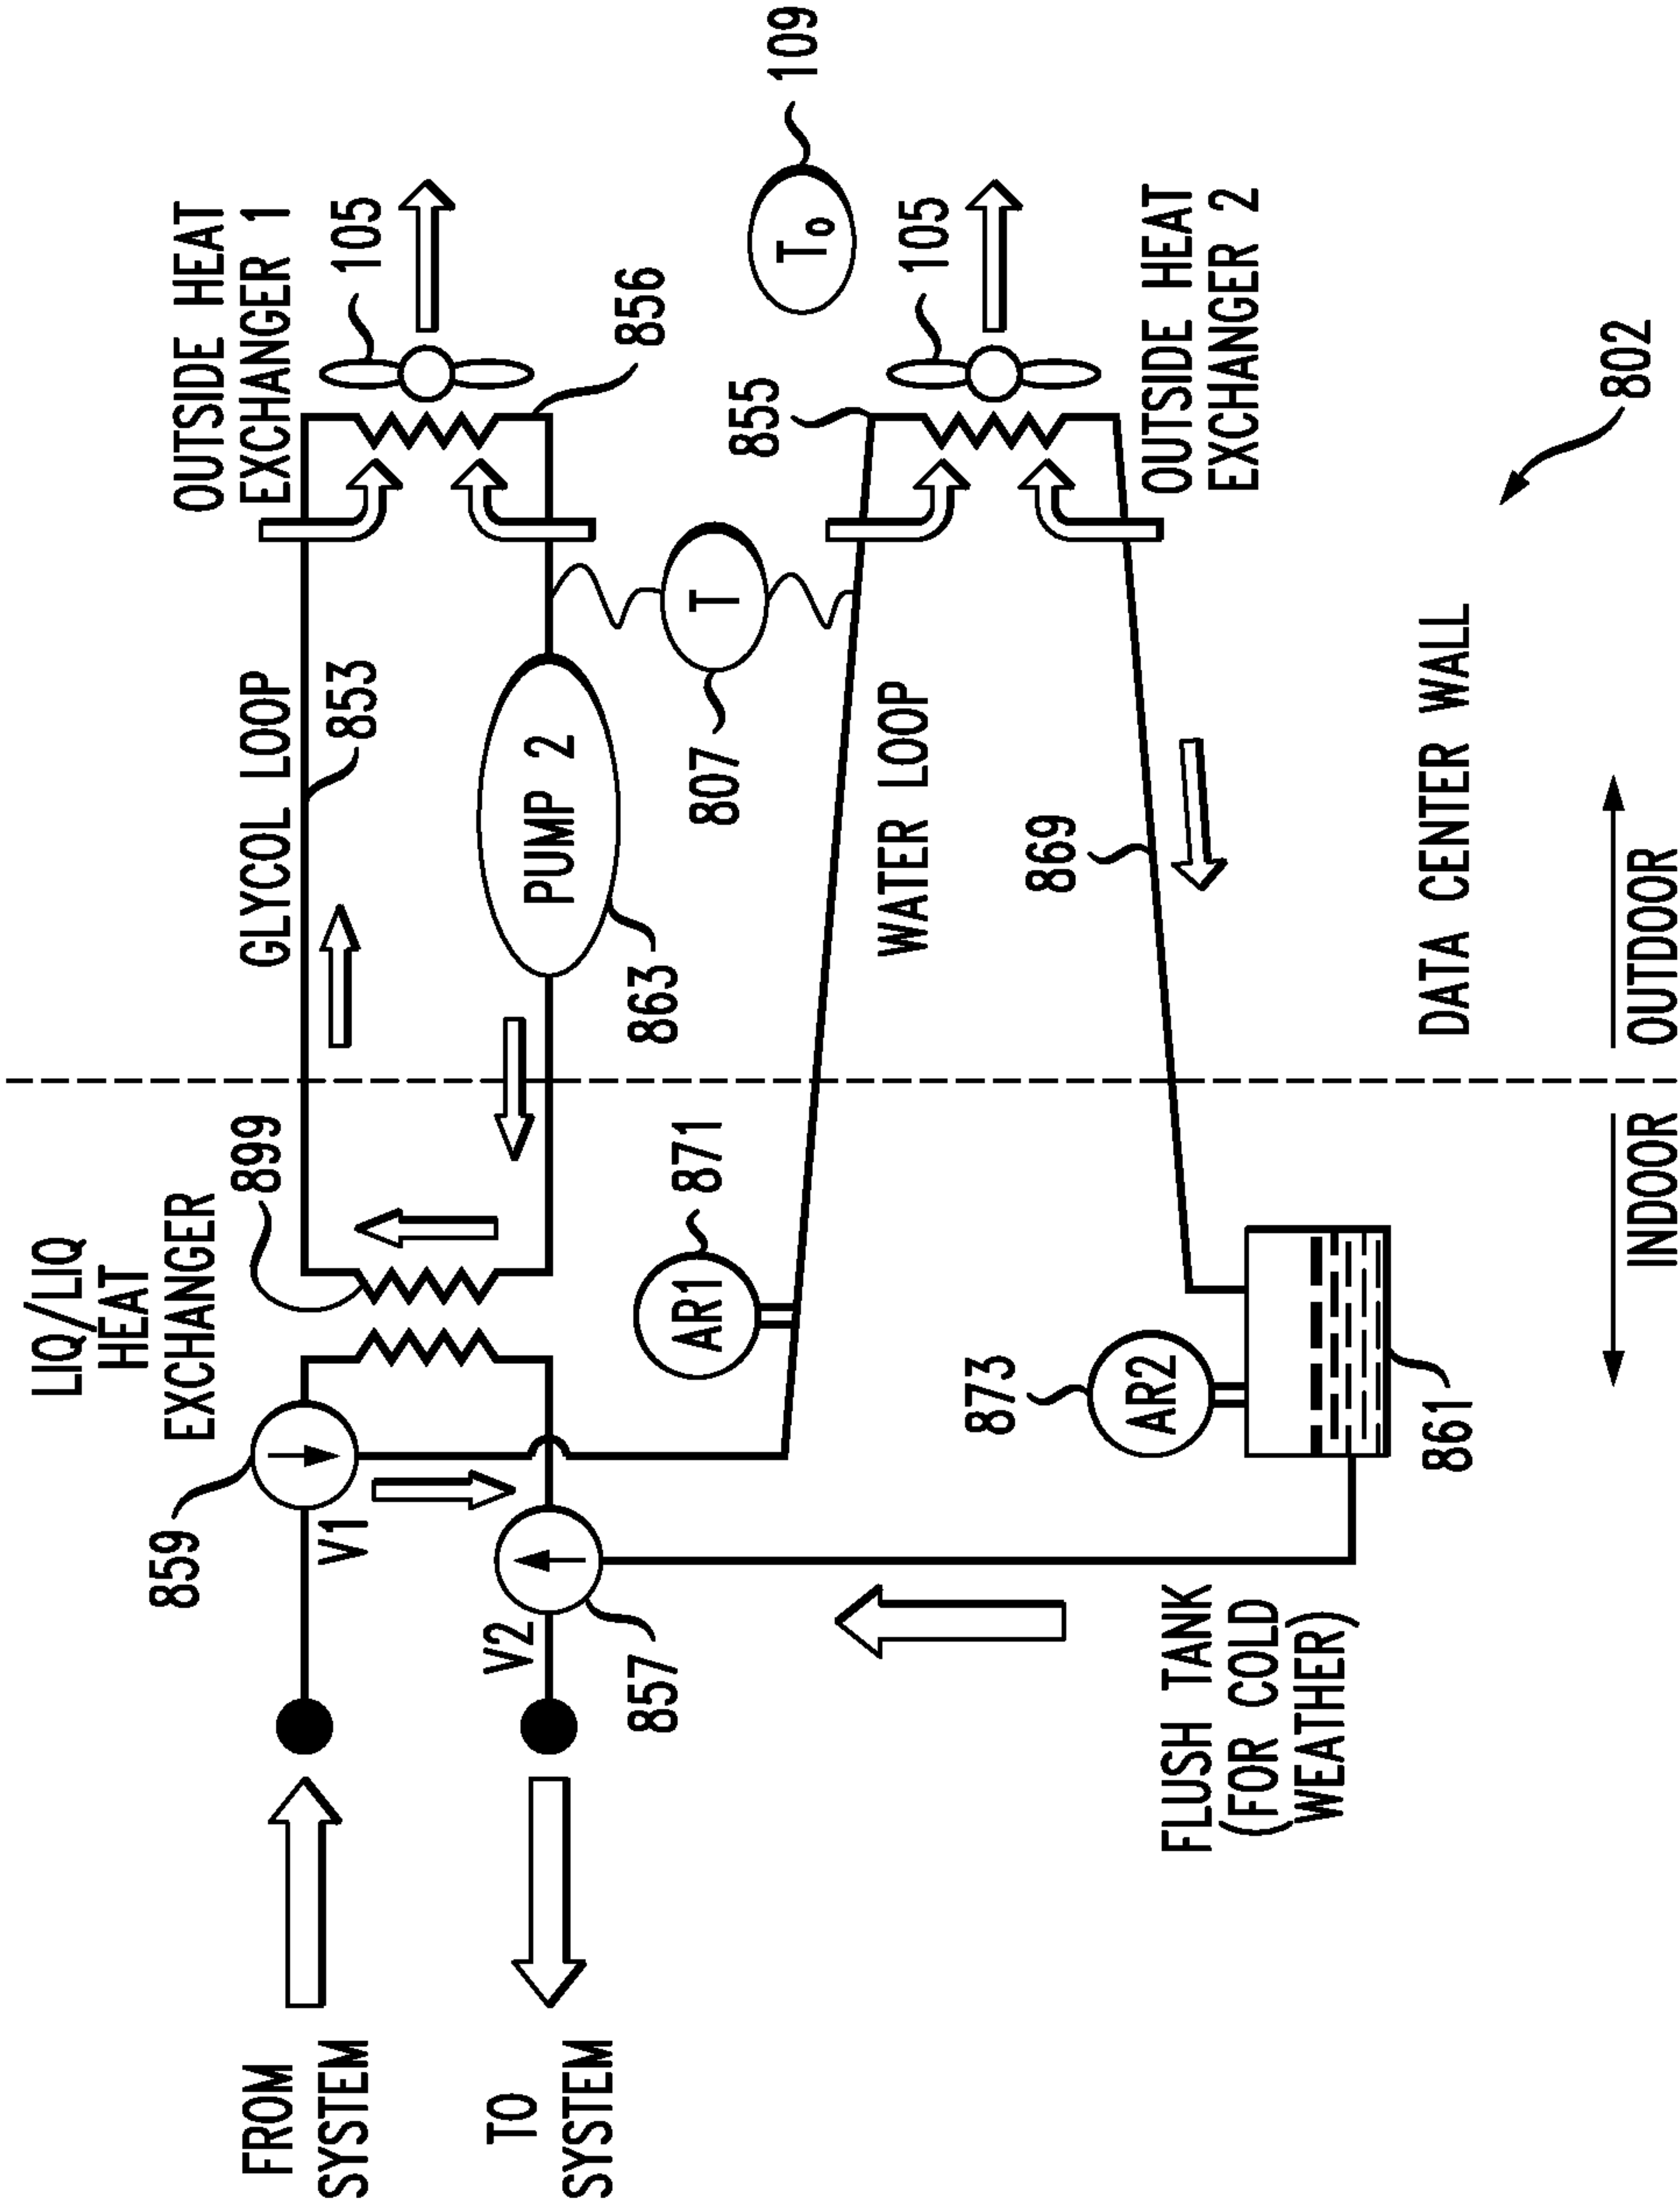 OUTSIDE HEAT
EXCHANGER 1
105
856
GLYCOL LOOP
853
PUMP 2
863
LIQ/LIQ
HEAT
EXCHANGER
899
859
V1
V2
857
FROM
SYSTEM
TO
SYSTEM
T₀
109
T
807
855
105
OUTSIDE HEAT
EXCHANGER 2
WATER LOOP
869
AR1
871
AR2
873
861
FLUSH TANK
(FOR COLD
WEATHER)
DATA CENTER WALL
INDOOR
OUTDOOR
802